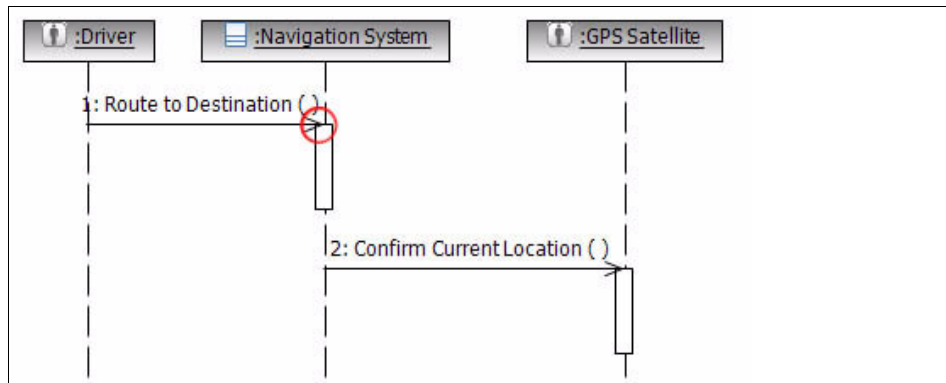 :Driver
:Navigation System
:GPS Satellite
1: Route to Destination ( )
2: Confirm Current Location ( )